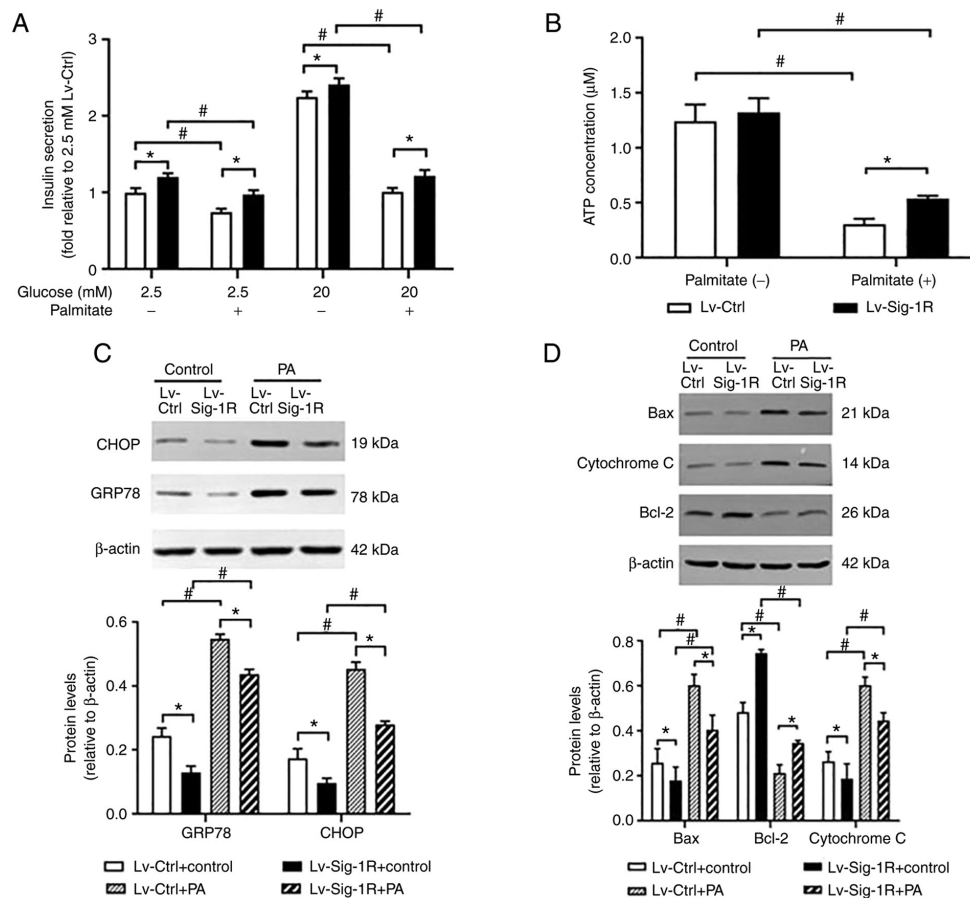 A
Insulin secretion
(fold relative to 2.5 mM Lv-Ctrl)
3
2
1
0
* # # * * # # *
Glucose (mM) 2.5 2.5 20 20
Palmitate – + – +
B
ATP concentration (µM)
2.0
1.5
1.0
0.5
0.0
# # *
Palmitate (–) Palmitate (+)
Lv-Ctrl Lv-Sig-1R
C
Control PA
Lv-Ctrl Lv-Sig-1R Lv-Ctrl Lv-Sig-1R
CHOP 19 kDa
GRP78 78 kDa
β-actin 42 kDa
Protein levels
(relative to β-actin)
0.6
0.4
0.2
0.0
* # # * * # # *
GRP78 CHOP
Lv-Ctrl+control Lv-Sig-1R+control
Lv-Ctrl+PA Lv-Sig-1R+PA
D
Control PA
Lv-Ctrl Lv-Sig-1R Lv-Ctrl Lv-Sig-1R
Bax 21 kDa
Cytochrome C 14 kDa
Bcl-2 26 kDa
β-actin 42 kDa
Protein levels
(relative to β-actin)
0.8
0.6
0.4
0.2
0.0
* # # * * # # * * # # *
Bax Bcl-2 Cytochrome C
Lv-Ctrl+control Lv-Sig-1R+control
Lv-Ctrl+PA Lv-Sig-1R+PA